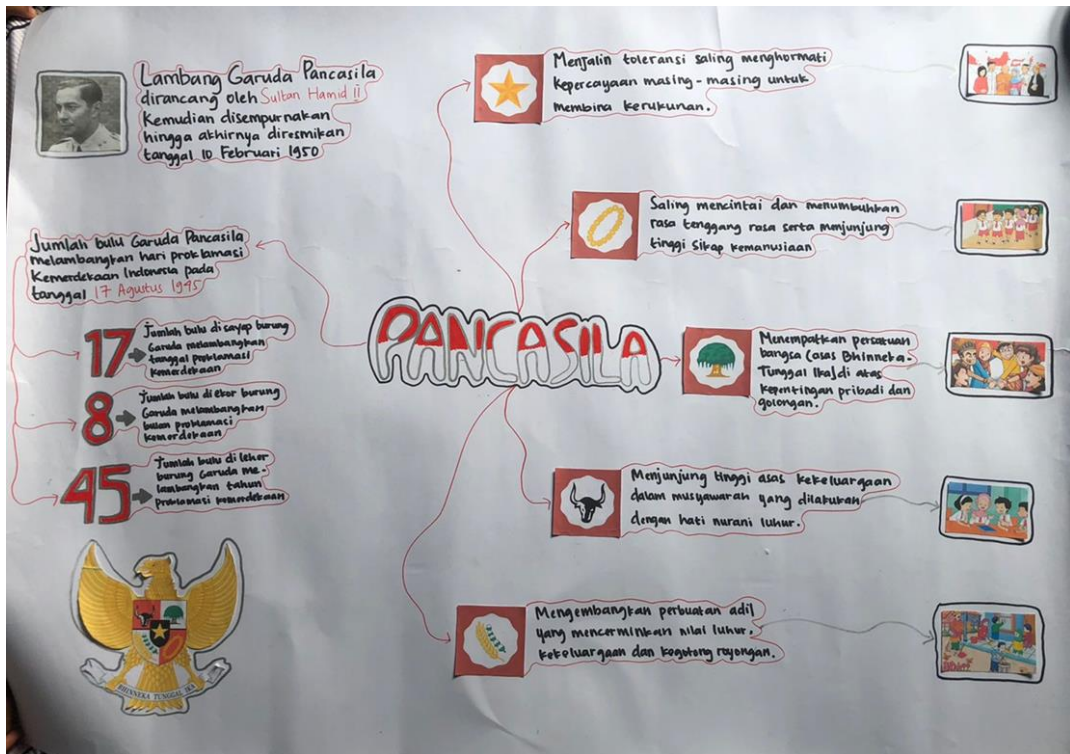 Lambang Garuda Pancasila
dirancang oleh Sultan Hamid II
Kemudian disempurnakan
hingga akhirnya diresmikan
tanggal 10 Februari 1950
Jumlah bulu Garuda Pancasila
melambangkan hari proklamasi
Kemerdekaan Indonesia pada
tanggal 17 Agustus 1945
17
Jumlah bulu di sayap burung
Garuda melambangkan
tanggal proklamasi
kemerdekaan
8
Jumlah bulu di ekor burung
Garuda melambangkan
bulan proklamasi
kemerdekaan
45
Jumlah bulu di leher
burung Garuda me-
lambangkan tahun
proklamasi kemerdekaan
BHINNEKA TUNGGAL IKA
PANCASILA
Menjalin toleransi saling menghormati
kepercayaan masing-masing untuk
membina kerukunan.
Saling mencintai dan menumbuhkan
rasa tenggang rasa serta menjunjung
tinggi sikap kemanusiaan
Menempatkan persatuan
bangsa (asas Bhinneka
Tunggal Ika) di atas
kepentingan pribadi dan
golongan.
Menjunjung tinggi asas kekeluargaan
dalam musyawarah yang dilakukan
dengan hati nurani luhur.
Mengembangkan perbuatan adil
yang mencerminkan nilai luhur.
kekeluargaan dan kegotong royongan.